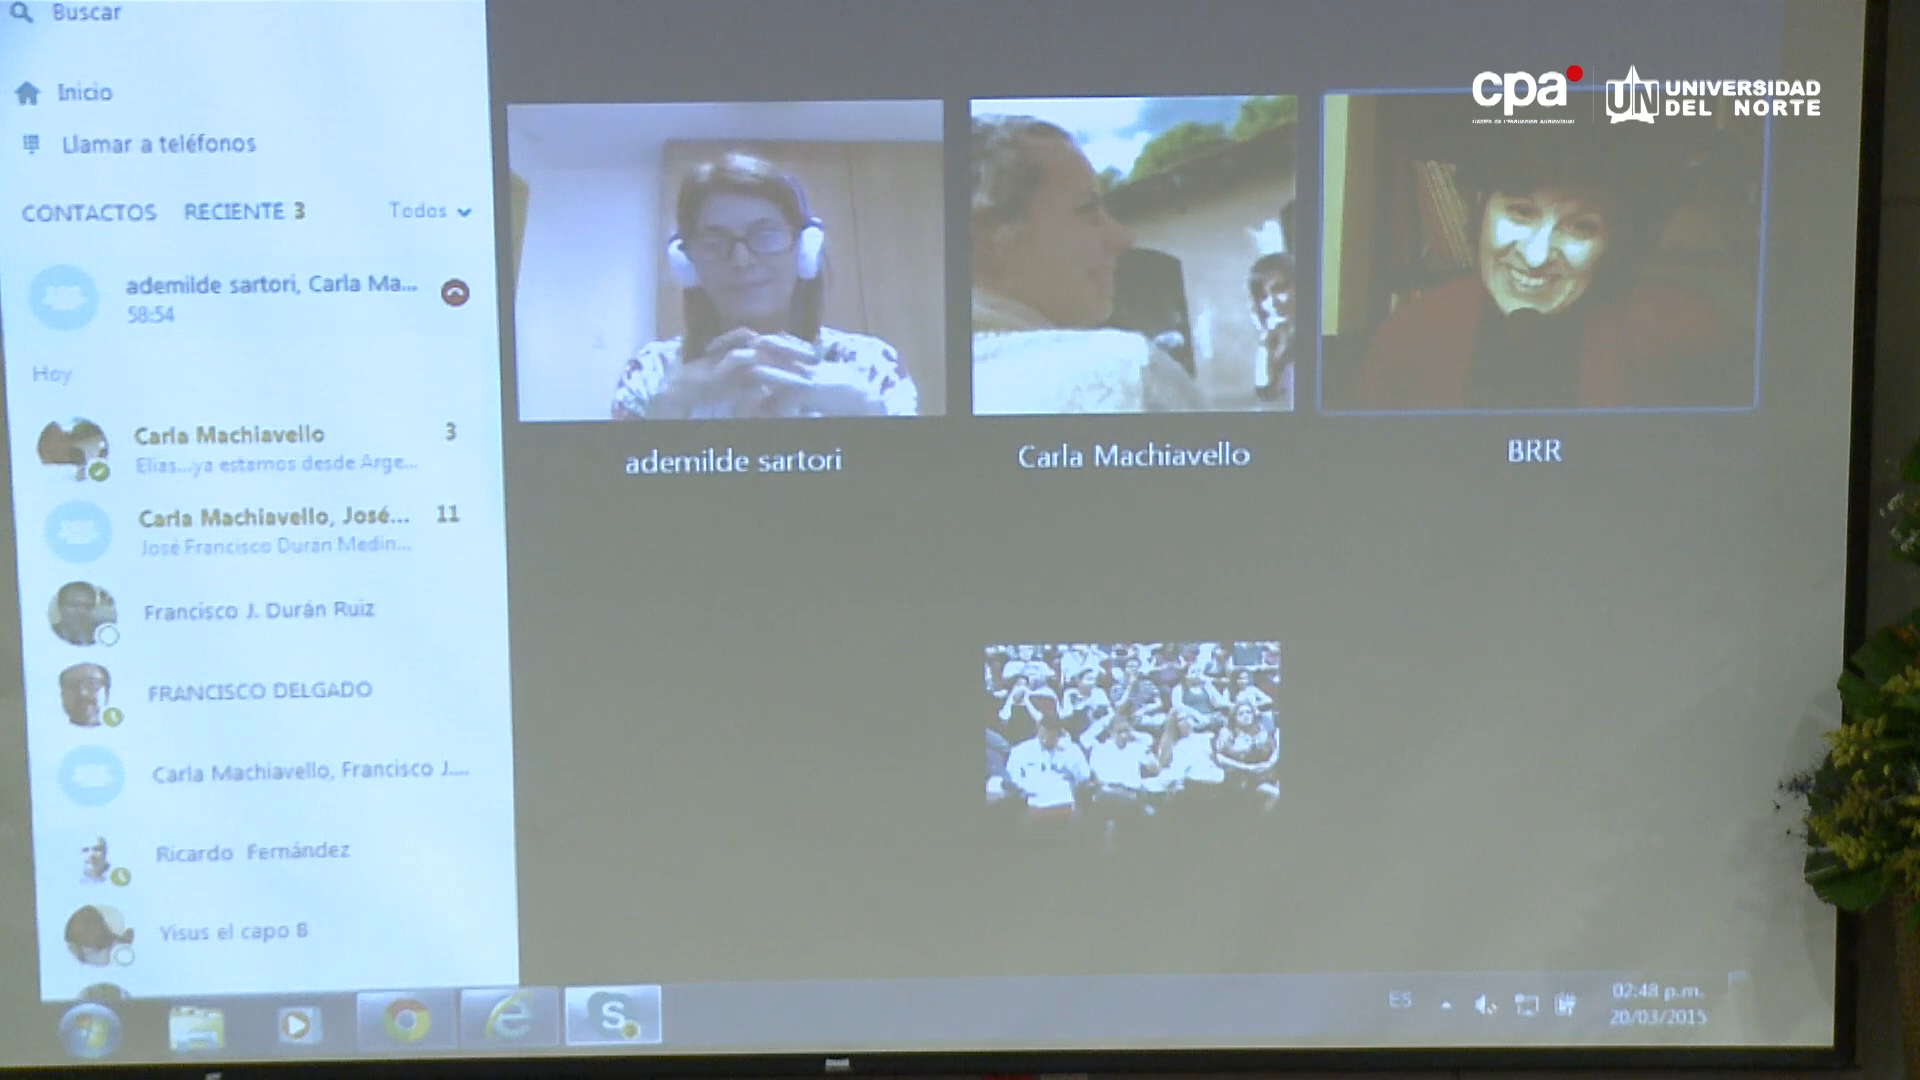 Buscar
Inicio
Llamar a teléfonos
CONTACTOS RECIENTE 3 Todos
ademilde sartori, Carla Ma...
58:54
Hoy
Carla Machiavello 3
Elias...ya estamos desde Arge...
Carla Machiavello, José... 11
José Francisco Durán Medin...
Francisco J. Durán Ruiz
FRANCISCO DELGADO
Carla Machiavello, Francisco J....
Ricardo Fernández
Yisus el capo B
ademilde sartori
Carla Machiavello
BRR
cpa
UN UNIVERSIDAD
DEL NORTE
ES
02:48 p.m.
20/03/2015